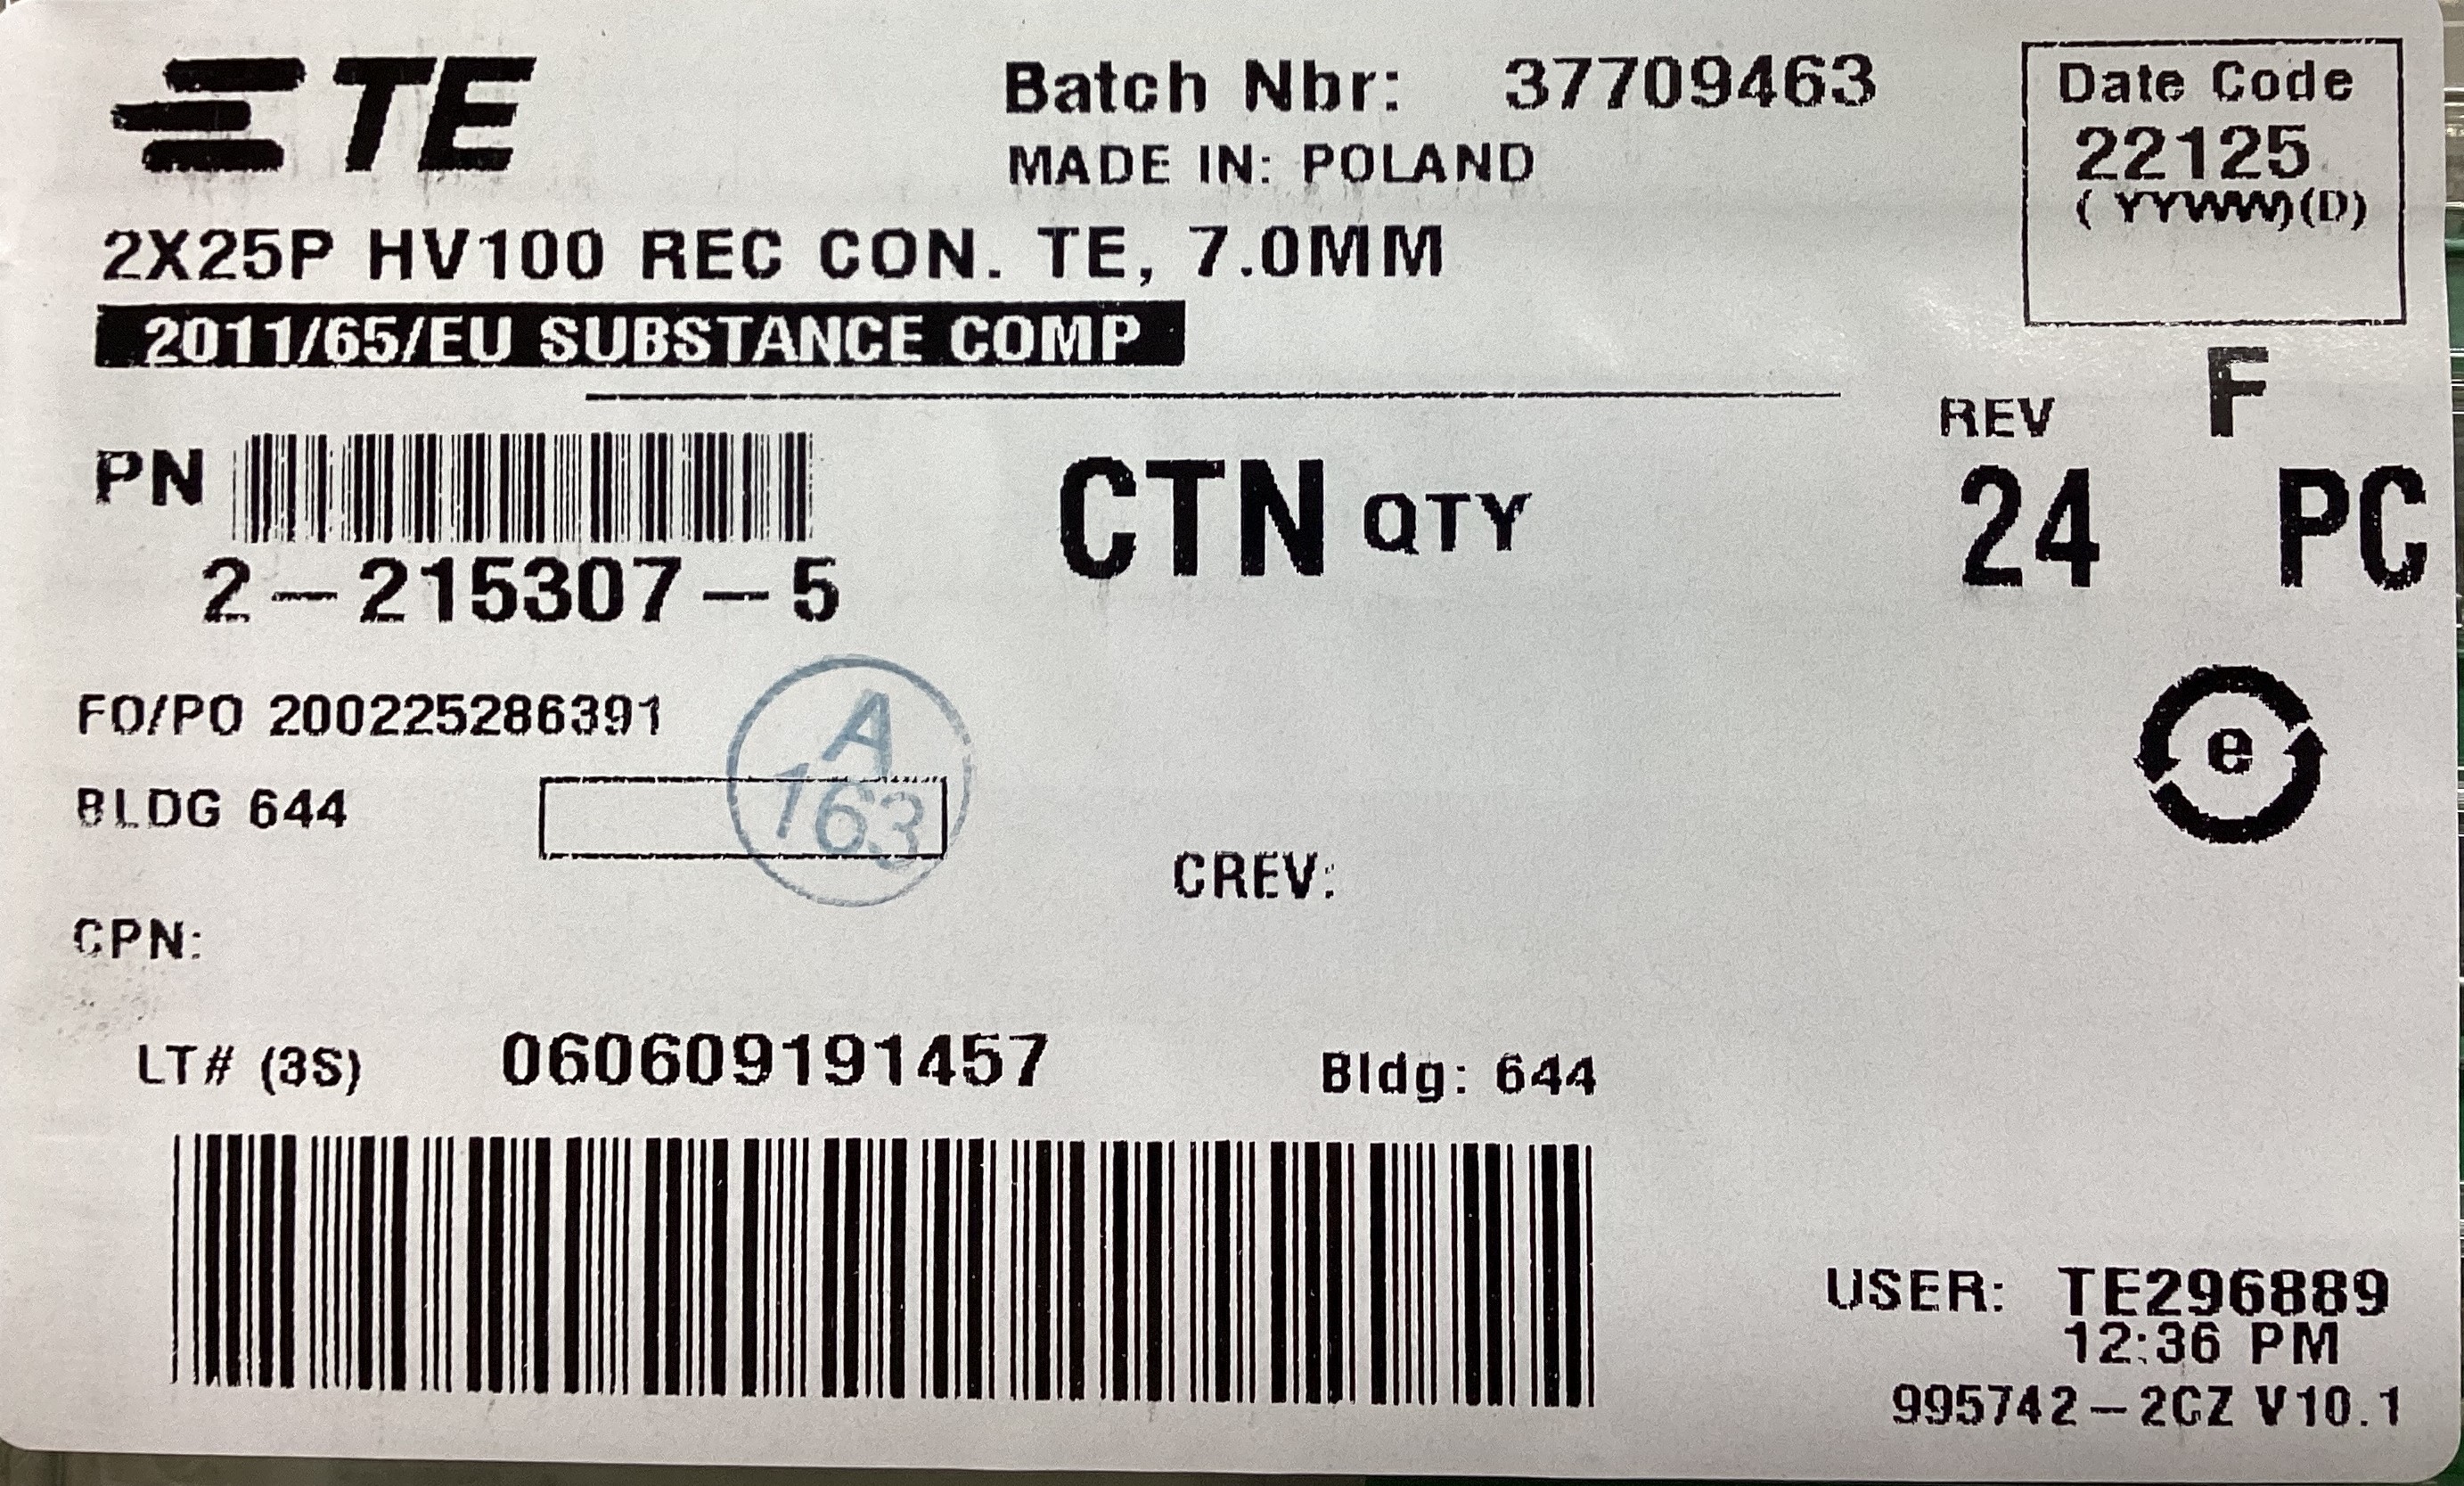 TE
Batch Nbr: 37709463
MADE IN: POLAND
Date Code
22125
(YYWW)(D)
2X25P HV100 REC CON. TE, 7.0MM
2011/65/EU SUBSTANCE COMP
REV F
PN
CTN QTY 24 PC
2-215307-5
FO/PO 200225286391
A
163
e
BLDG 644
CREV:
CPN:
LT# (3S) 060609191457 Bldg: 644
USER: TE296889
12:36 PM
995742-2CZ V10.1